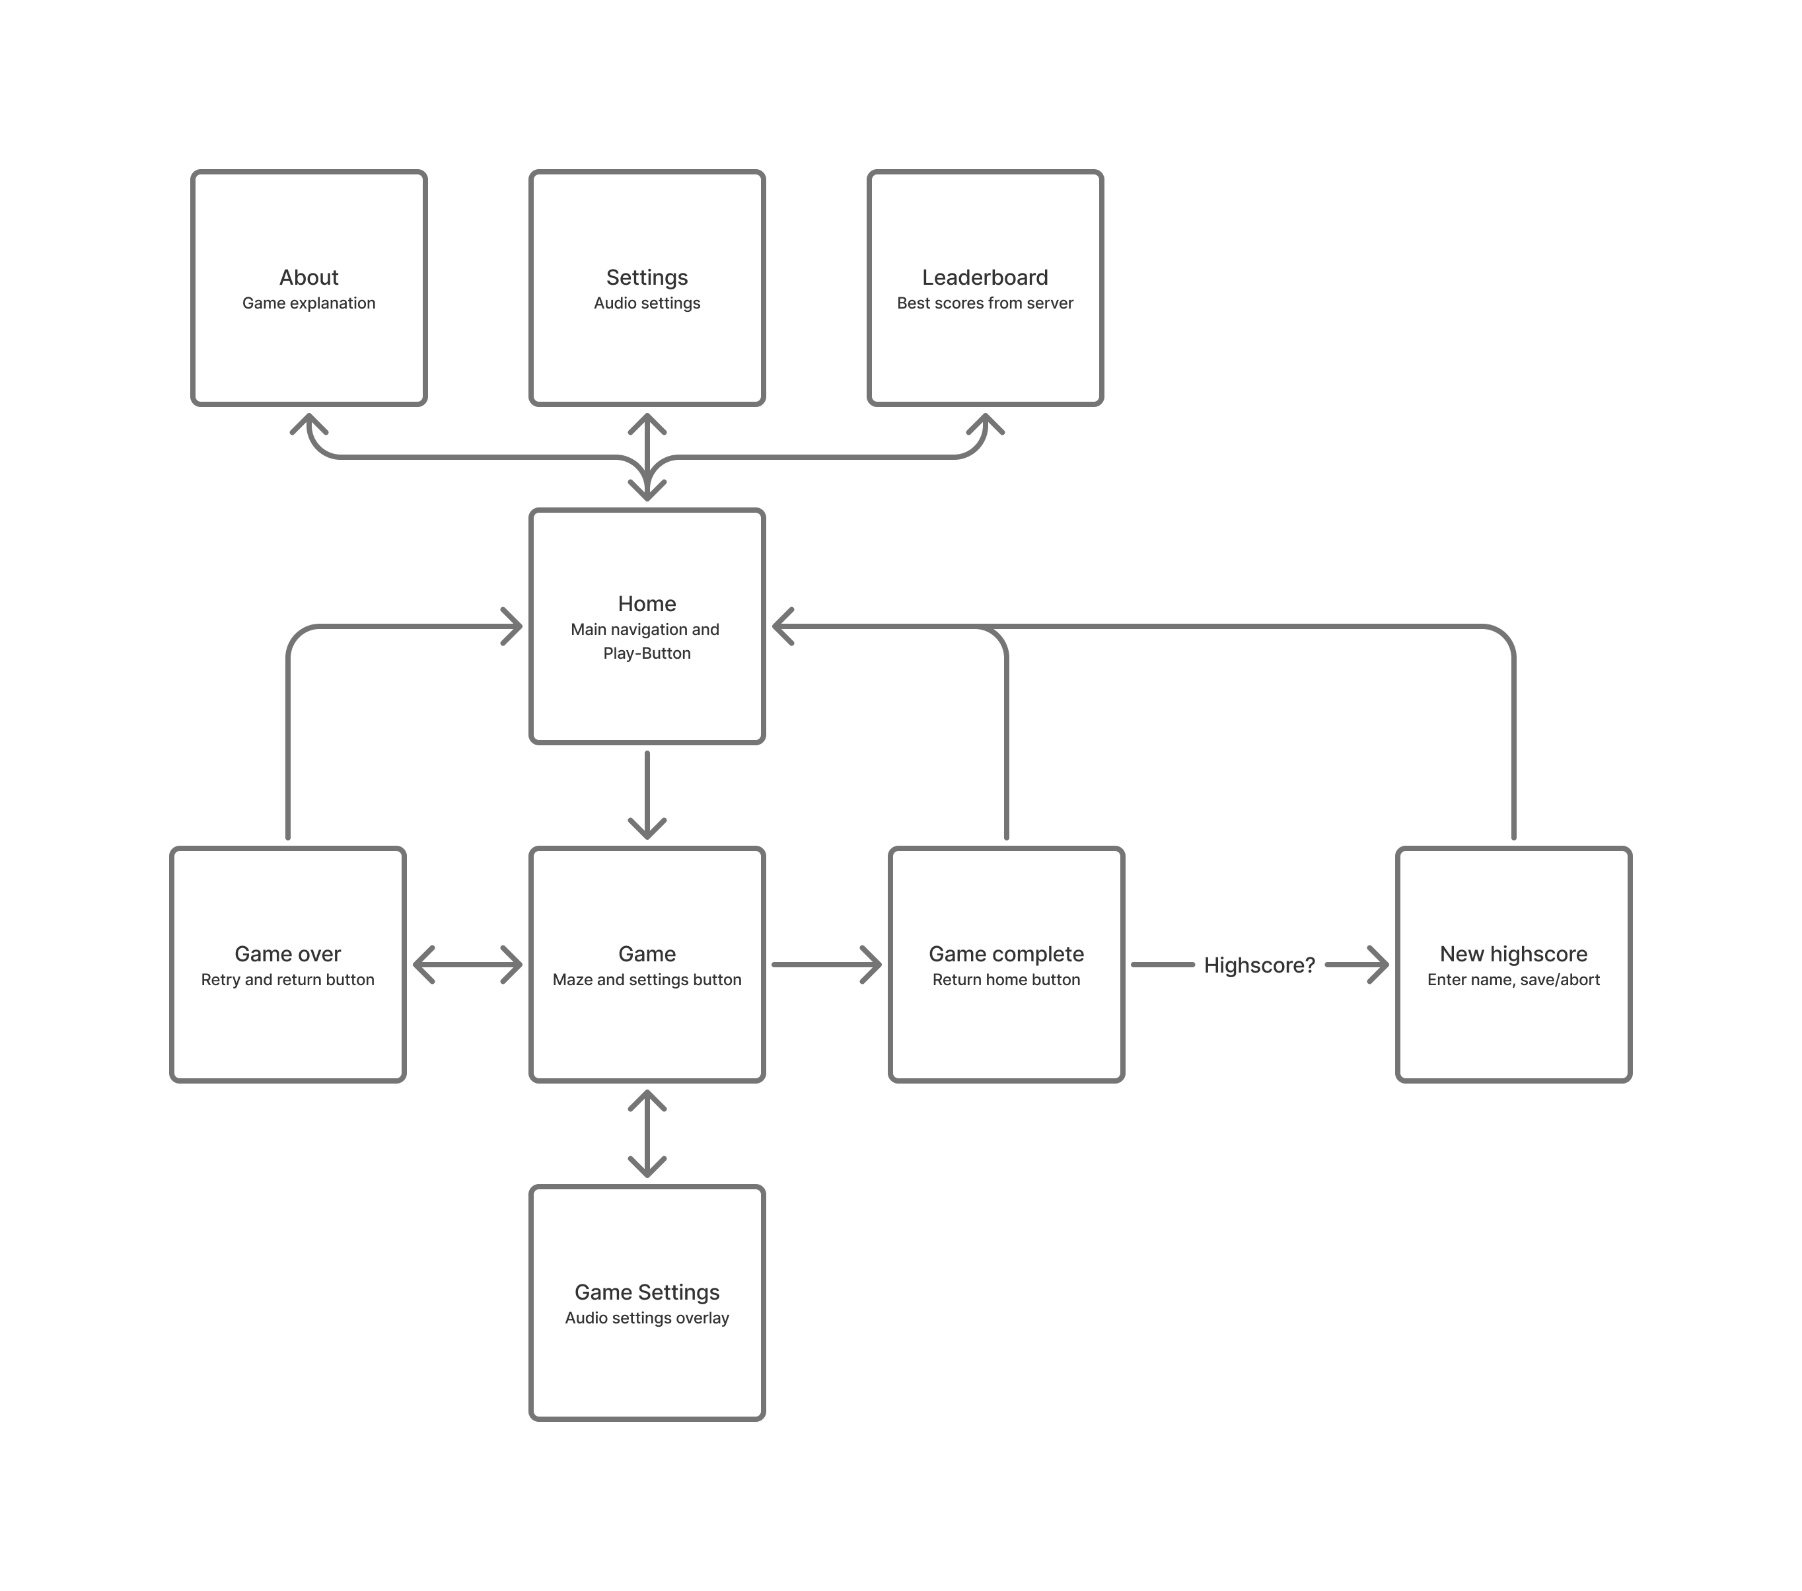 About
Game explanation
Settings
Audio settings
Leaderboard
Best scores from server
Home
Main navigation and
Play-Button
Game over
Retry and return button
Game
Maze and settings button
Game complete
Return home button
Highscore?
New highscore
Enter name, save/abort
Game Settings
Audio settings overlay